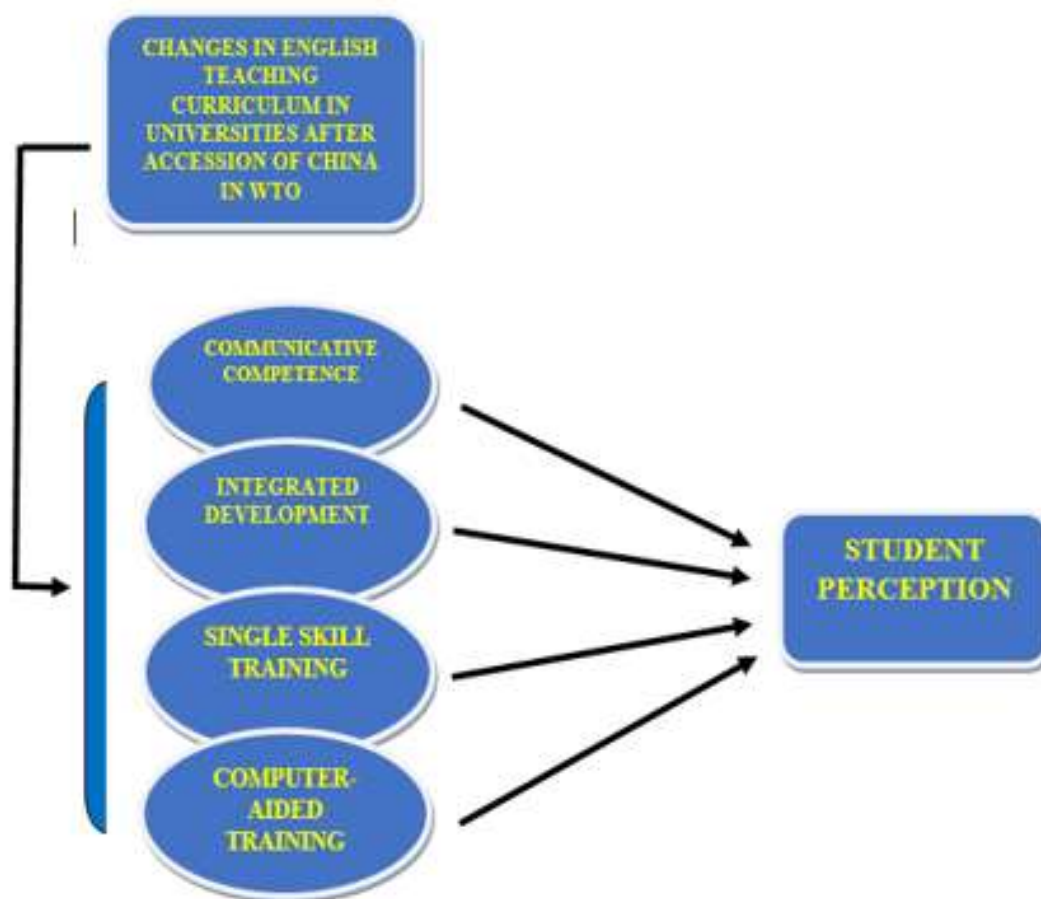 CHANGES IN ENGLISH
TEACHING
CURRICULUM IN
UNIVERSITIES AFTER
ACCESSION OF CHINA
IN WTO
COMMUNICATIVE
COMPETENCE
INTEGRATED
DEVELOPMENT
SINGLE SKILL
TRAINING
COMPUTER-
AIDED
TRAINING
STUDENT
PERCEPTION